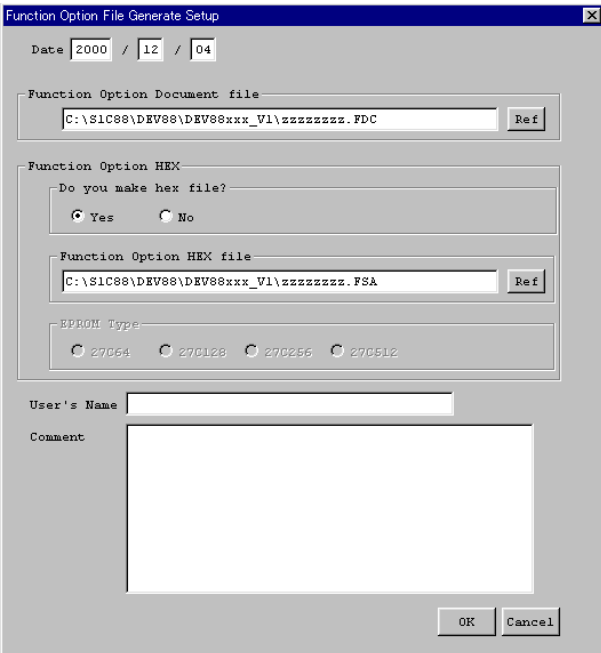 Function Option File Generate Setup
Date 2000 / 12 / 04
Function Option Document file
C:\S1C88\DEV88\DEV88xxx_V1\zzzzzzzz.FDC Ref
Function Option HEX
Do you make hex file?
Yes No
Function Option HEX file
C:\S1C88\DEV88\DEV88xxx_V1\zzzzzzzz.FSA Ref
EPROM Type
27C64 27C128 27C256 27C512
User's Name
Comment
OK Cancel